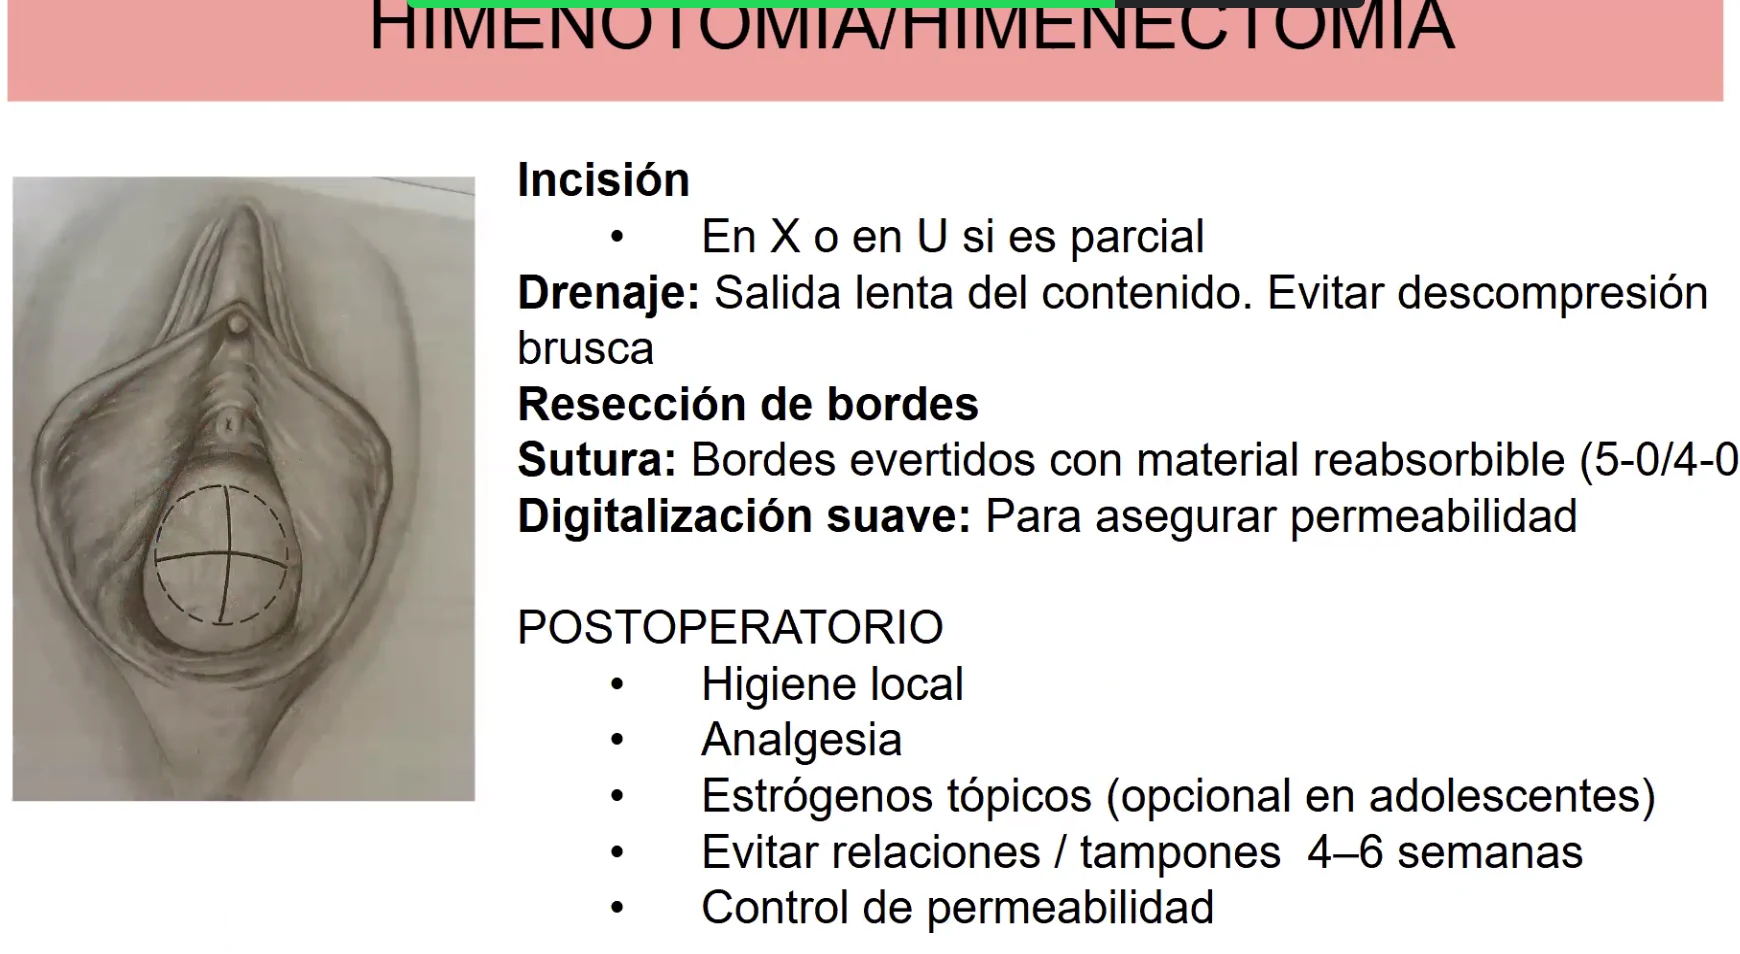 HIMENOTOMIA/HIMENECTOMIA
Incisión
• En X o en U si es parcial
Drenaje: Salida lenta del contenido. Evitar descompresión
brusca
Resección de bordes
Sutura: Bordes evertidos con material reabsorbible (5-0/4-0
Digitalización suave: Para asegurar permeabilidad
POSTOPERATORIO
• Higiene local
• Analgesia
• Estrógenos tópicos (opcional en adolescentes)
• Evitar relaciones / tampones 4–6 semanas
• Control de permeabilidad